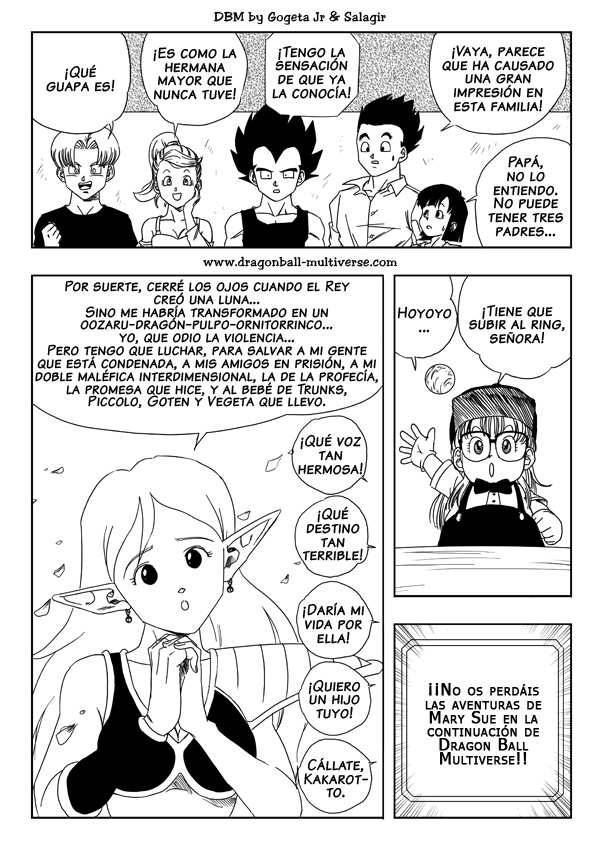 DBM by Gogeta Jr & Salagir
¡QUÉ
GUAPA ES!
¡ES COMO LA
HERMANA
MAYOR QUE
NUNCA TUVE!
¡TENGO LA
SENSACIÓN
DE QUE YA
LA CONOCÍA!
¡VAYA, PARECE
QUE HA CAUSADO
UNA GRAN
IMPRESIÓN EN
ESTA FAMILIA!
PAPÁ,
NO LO
ENTIENDO.
NO PUEDE
TENER TRES
PADRES...
www.dragonball-multiverse.com
POR SUERTE, CERRÉ LOS OJOS CUANDO EL REY
CREÓ UNA LUNA...
SINO ME HABRÍA TRANSFORMADO EN UN
OOZARU-DRAGÓN-PULPO-ORNITORRINCO...
YO, QUE ODIO LA VIOLENCIA...
PERO TENGO QUE LUCHAR, PARA SALVAR A MI GENTE
QUE ESTÁ CONDENADA, A MIS AMIGOS EN PRISIÓN, A MI
DOBLE MALÉFICA INTERDIMENSIONAL, LA DE LA PROFECÍA,
LA PROMESA QUE HICE, Y AL BEBÉ DE TRUNKS,
PICCOLO, GOTEN Y VEGETA QUE LLEVO.
¡QUÉ VOZ
TAN
HERMOSA!
¡QUÉ
DESTINO
TAN
TERRIBLE!
¡DARÍA MI
VIDA POR
ELLA!
¡QUIERO
UN HIJO
TUYO!
CÁLLATE,
KAKAROT-
TO.
HOYOYO
...
¡TIENE QUE
SUBIR AL RING,
SEÑORA!
¡¡NO OS PERDÁIS
LAS AVENTURAS DE
MARY SUE EN LA
CONTINUACIÓN DE
DRAGON BALL
MULTIVERSE!!